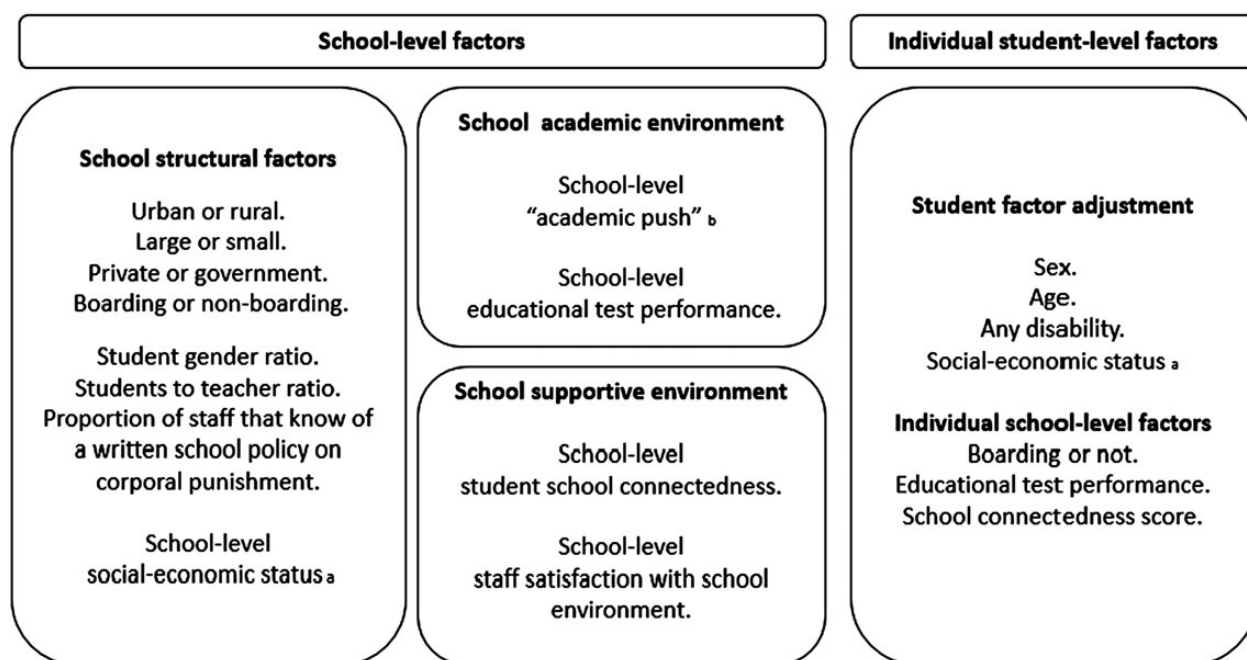 School-level factors
School structural factors
Urban or rural.
Large or small.
Private or government.
Boarding or non-boarding.
Student gender ratio.
Students to teacher ratio.
Proportion of staff that know of
a written school policy on
corporal punishment.
School-level
social-economic status a
School academic environment
School-level
“academic push” b
School-level
educational test performance.
School supportive environment
School-level
student school connectedness.
School-level
staff satisfaction with school
environment.
Individual student-level factors
Student factor adjustment
Sex.
Age.
Any disability.
Social-economic status a
Individual school-level factors
Boarding or not.
Educational test performance.
School connectedness score.